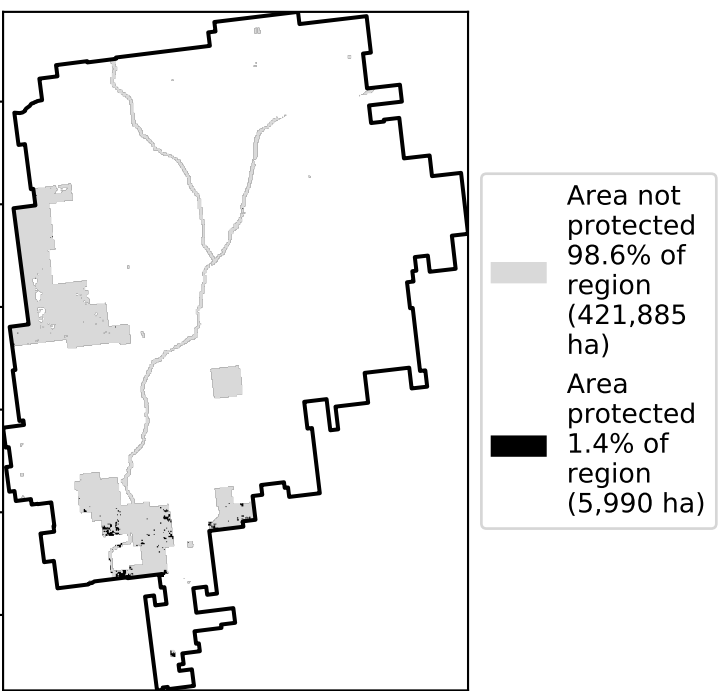 Area not
protected
98.6% of
region
(421,885
ha)
Area
protected
1.4% of
region
(5,990 ha)